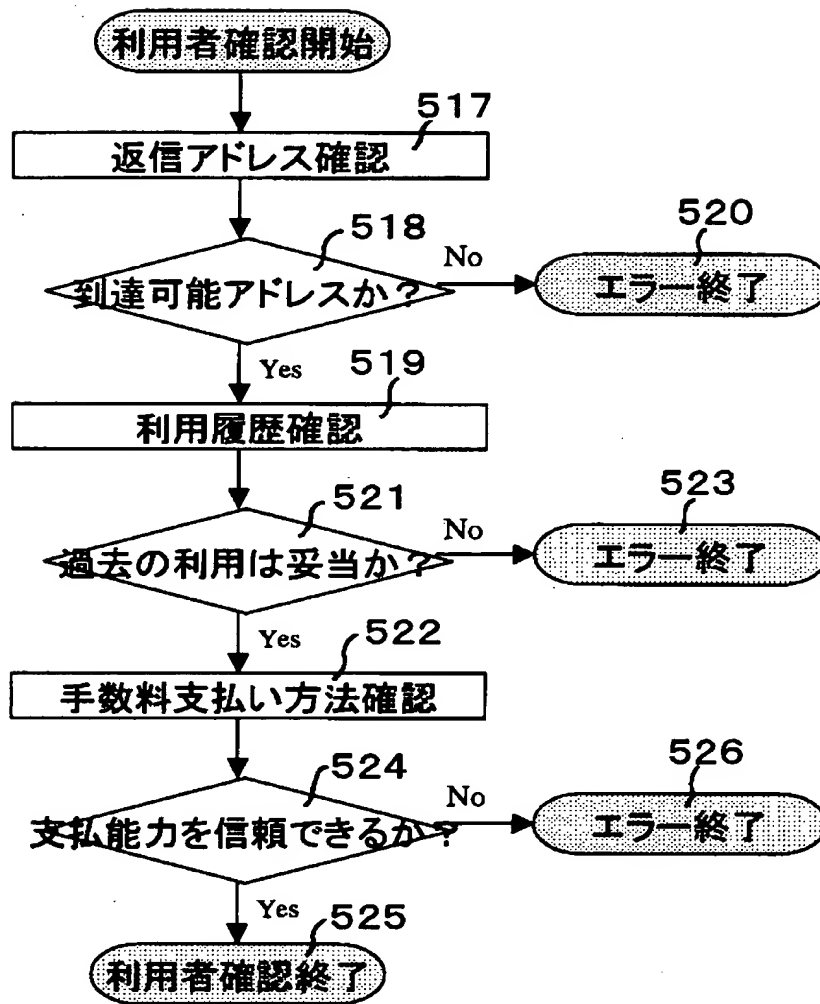 利用者確認開始
517
返信アドレス確認
518
到達可能アドレスか？
No
520
エラー終了
Yes
519
利用履歴確認
521
過去の利用は妥当か？
No
523
エラー終了
Yes
522
手数料支払い方法確認
524
支払能力を信頼できるか？
No
526
エラー終了
Yes
525
利用者確認終了